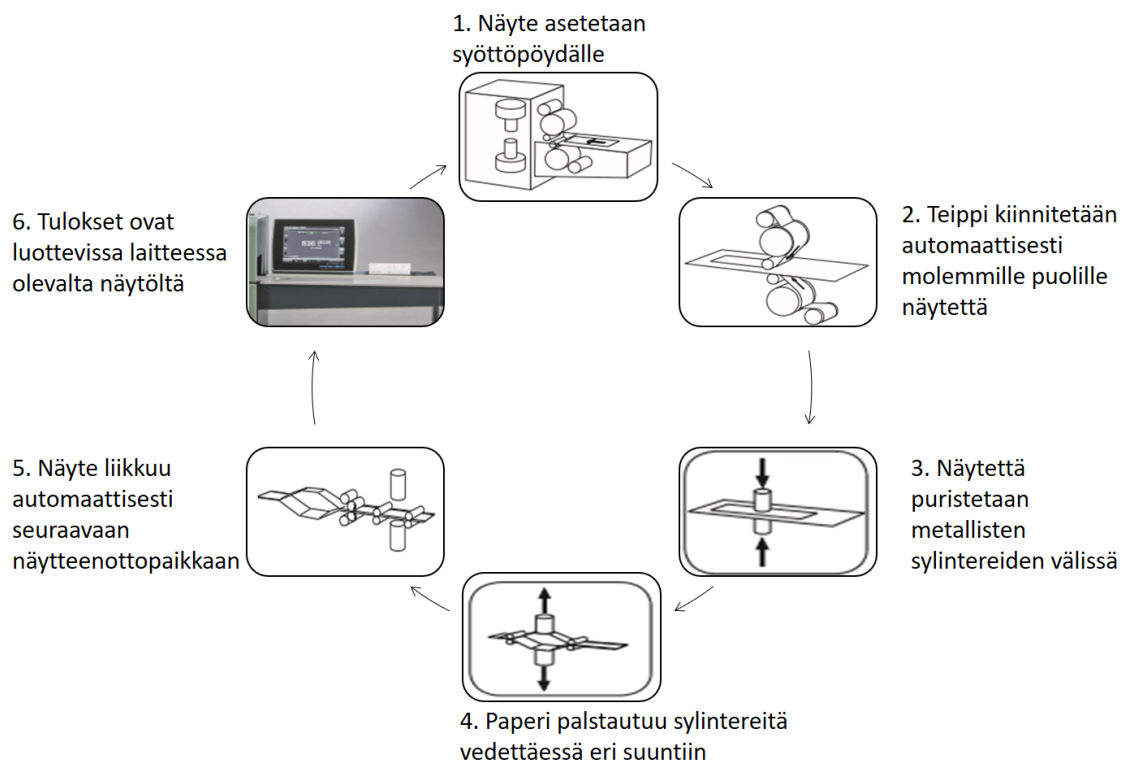 1. Näyte asetetaan
syöttöpöydälle
2. Teippi kiinnitetään
automaattisesti
molemmille puolille
näytettä
3. Näytettä
puristetaan
metallisten
sylintereiden välissä
4. Paperi palstautuu sylintereitä
vedettäessä eri suuntiin
5. Näyte liikkuu
automaattisesti
seuraavaan
näytteenottopaikkaan
6. Tulokset ovat
luottevissa laitteessa
olevalta näytöltä